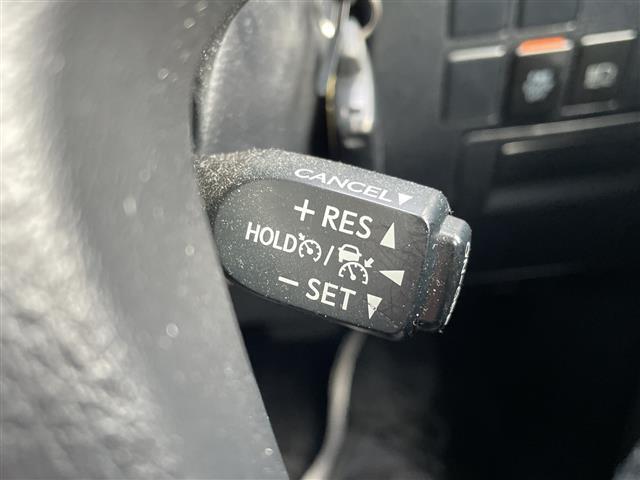 CANCEL
+ RES
HOLD /
- SET